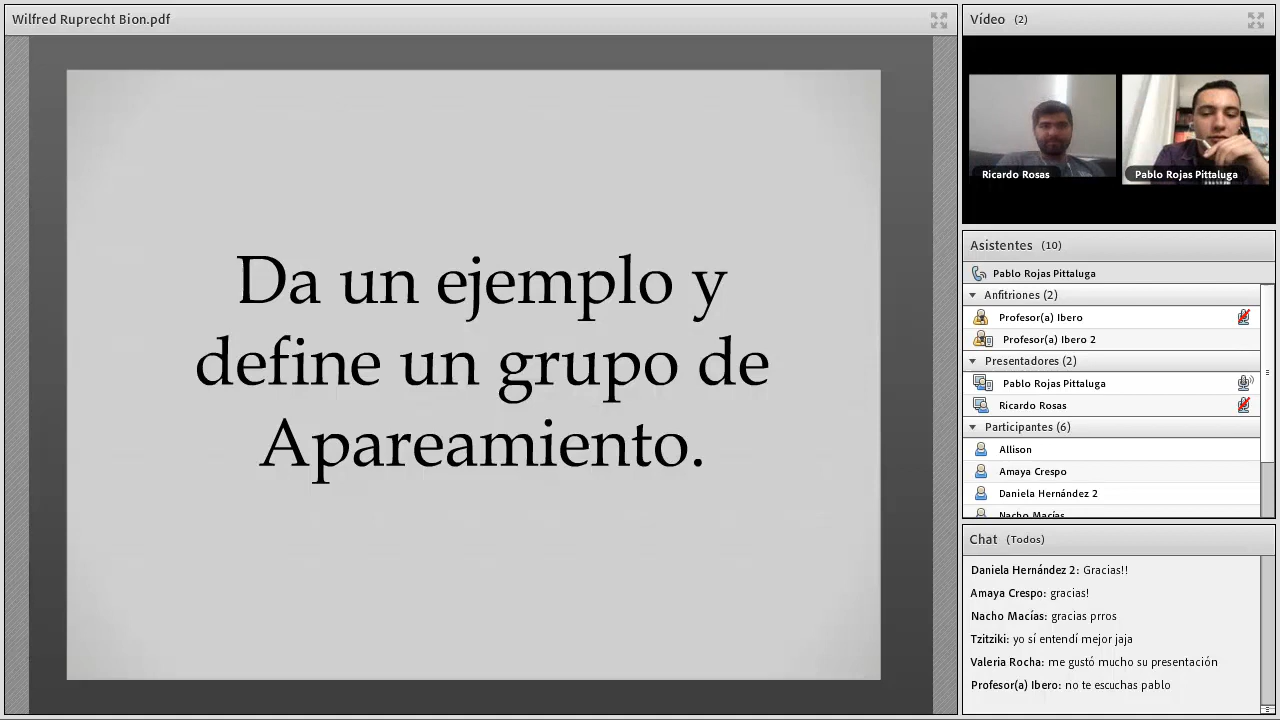 Wilfred Ruprecht Bion.pdf
Da un ejemplo y
define un grupo de
Apareamiento.
Vídeo (2)
Ricardo Rosas
Pablo Rojas Pittaluga
Asistentes (10)
Pablo Rojas Pittaluga
Anfitriones (2)
Profesor(a) Ibero
Profesor(a) Ibero 2
Presentadores (2)
Pablo Rojas Pittaluga
Ricardo Rosas
Participantes (6)
Allison
Amaya Crespo
Daniela Hernández 2
Nacho Macías
Chat (Todos)
Daniela Hernández 2: Gracias!!
Amaya Crespo: gracias!
Nacho Macías: gracias prros
Tzitziki: yo sí entendí mejor jaja
Valeria Rocha: me gustó mucho su presentación
Profesor(a) Ibero: no te escuchas pablo